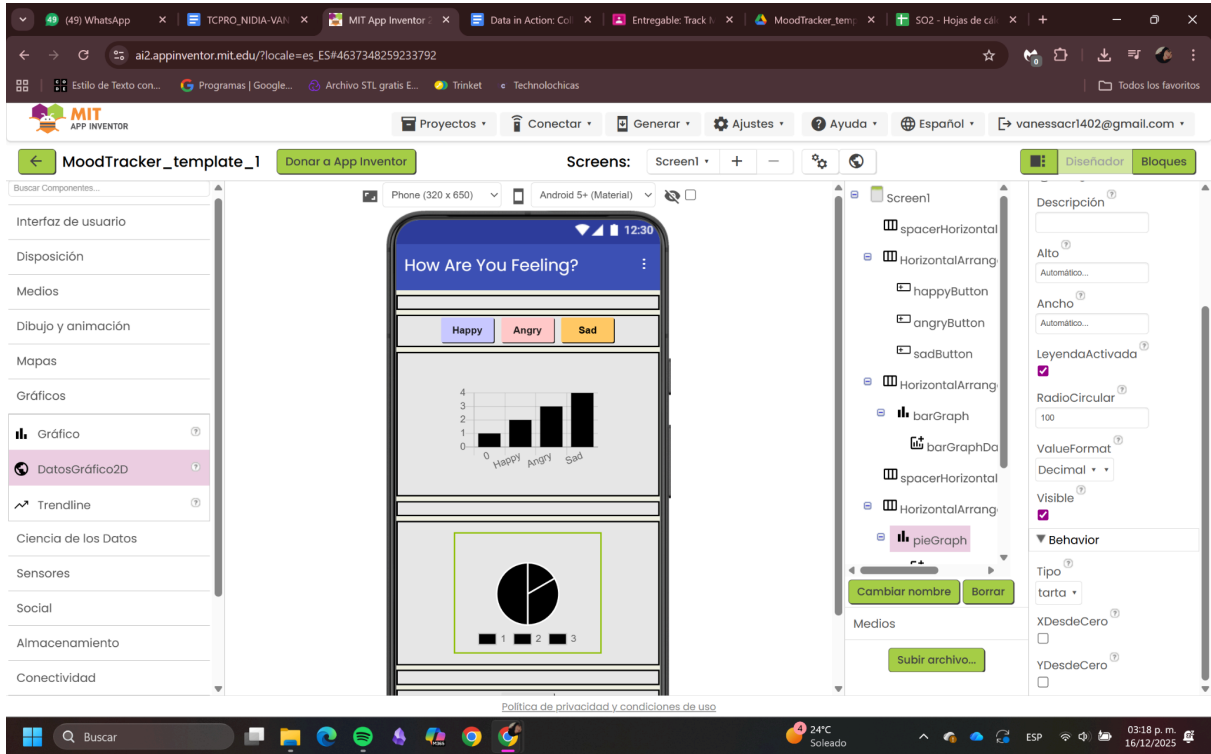 (49) WhatsApp
TCPRO_NIDIA-VAN
MIT App Inventor 2
Data in Action: Col
Entregable: Track M
MoodTracker_temp
SO2 - Hojas de cálc
ai2.appinventor.mit.edu/?locale=es_ES#4637348259233792
Estilo de Texto con...
Programas | Google...
Archivo STL gratis E...
Trinket
Technolochicas
Todos los favoritos
MIT
APP INVENTOR
Proyectos
Conectar
Generar
Ajustes
Ayuda
Español
vanessacr1402@gmail.com
MoodTracker_template_1
Donar a App Inventor
Screens:
Screen1
Diseñador
Bloques
Buscar Componentes...
Interfaz de usuario
Disposición
Medios
Dibujo y animación
Mapas
Gráficos
Gráfico
DatosGráfico2D
Trendline
Ciencia de los Datos
Sensores
Social
Almacenamiento
Conectividad
Phone (320 x 650)
Android 5+ (Material)
12:30
How Are You Feeling?
Happy
Angry
Sad
4
3
2
1
0
0 Happy Angry Sad
1 2 3
Screen1
spacerHorizontal
HorizontalArrang
happyButton
angryButton
sadButton
HorizontalArrang
barGraph
barGraphDa
spacerHorizontal
HorizontalArrang
pieGraph
Cambiar nombre
Borrar
Medios
Subir archivo...
Descripción
Alto
Automático...
Ancho
Automático...
LeyendaActivada
RadioCircular
100
ValueFormat
Decimal
Visible
Behavior
Tipo
tarta
XDesdeCero
YDesdeCero
Política de privacidad y condiciones de uso
Buscar
24°C
Soleado
ESP
03:18 p. m.
16/12/2025